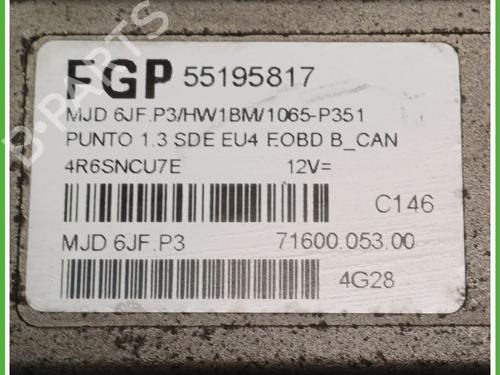 FGP 55195817
MJD 6JF.P3/HW1BM/1065-P351
PUNTO 1.3 SDE EU4 F.OBD B_CAN
4R6SNCU7E 12V=
C146
MJD 6JF.P3 71600.053.00
4G28
B-PARTS